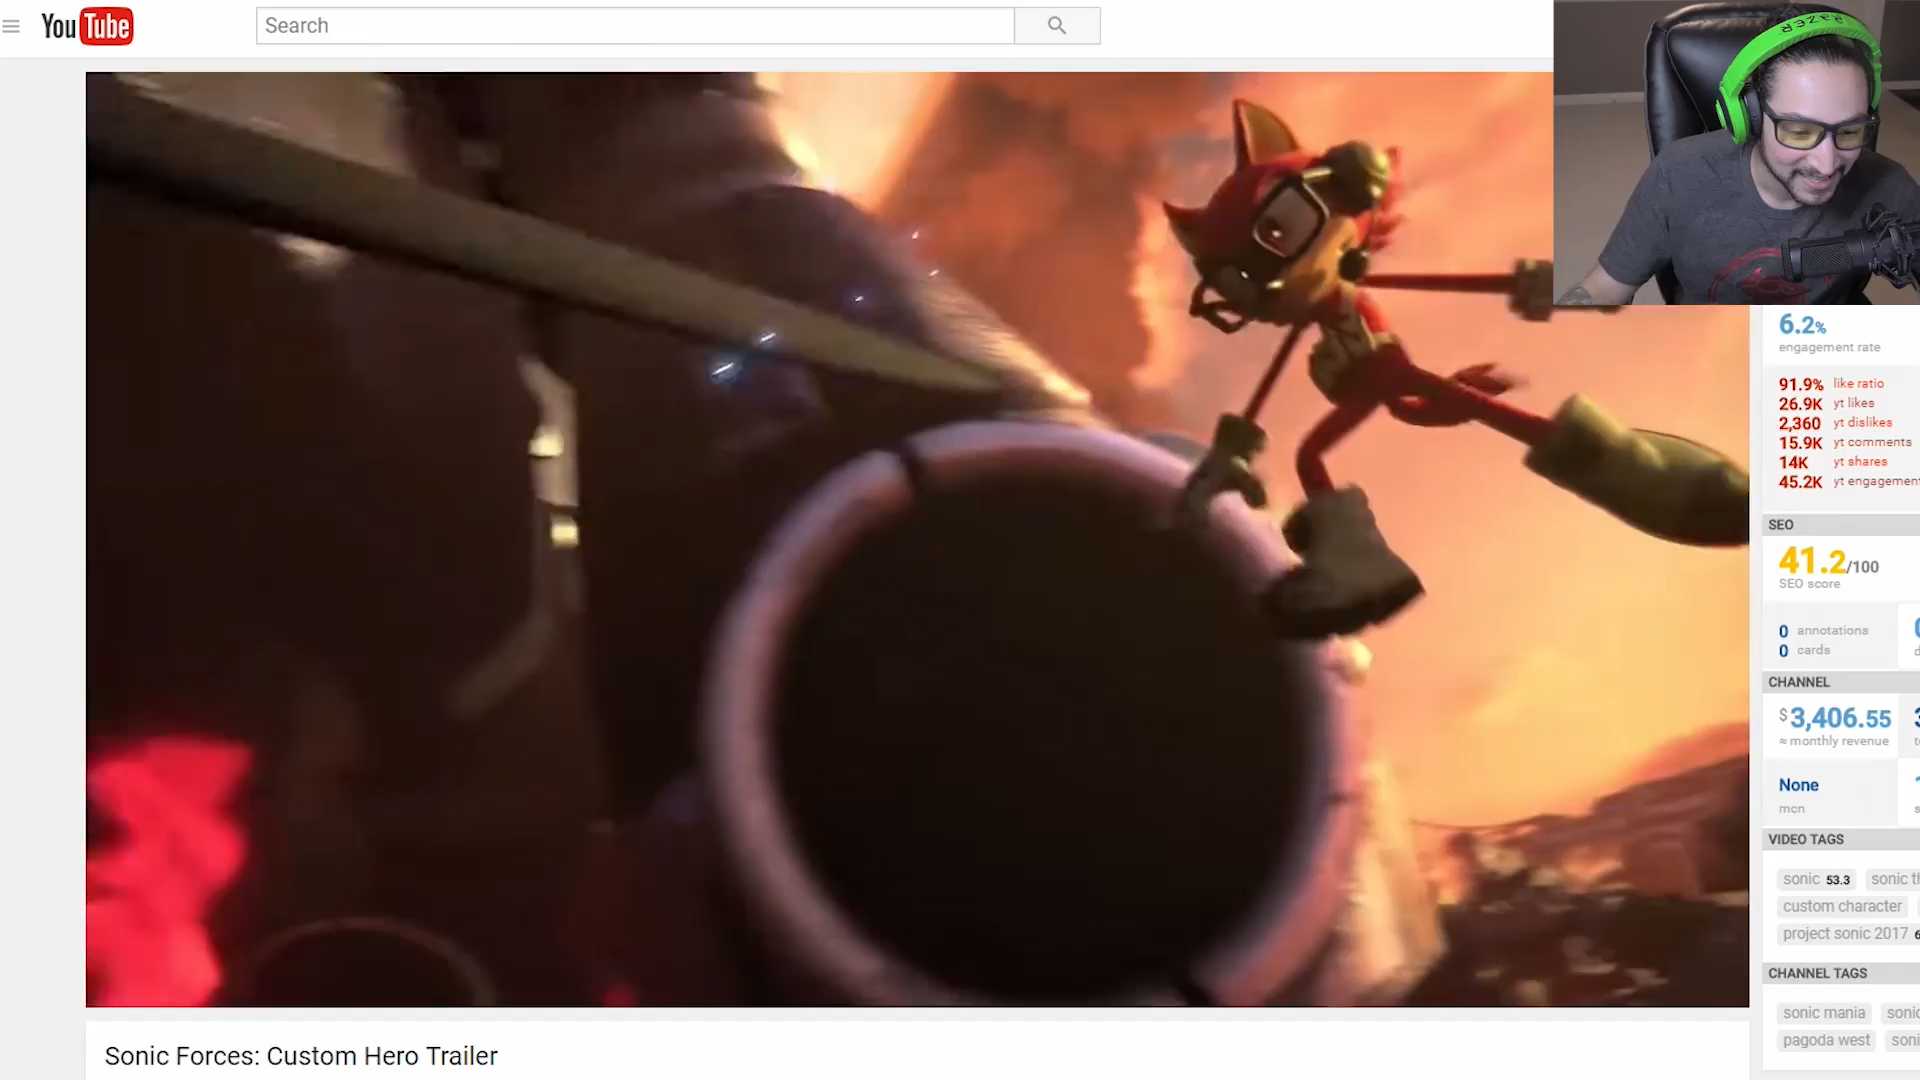 YouTube
Search
RAZER
6.2%
engagement rate
91.9% like ratio
26.9K yt likes
2,360 yt dislikes
15.9K yt comments
14K yt shares
45.2K yt engagement
SEO
41.2/100
SEO score
0 annotations
0 cards
CHANNEL
$3,406.55
≈ monthly revenue
None
mcn
VIDEO TAGS
sonic 53.3 sonic
custom character
project sonic 2017
CHANNEL TAGS
sonic mania
pagoda west
Sonic Forces: Custom Hero Trailer